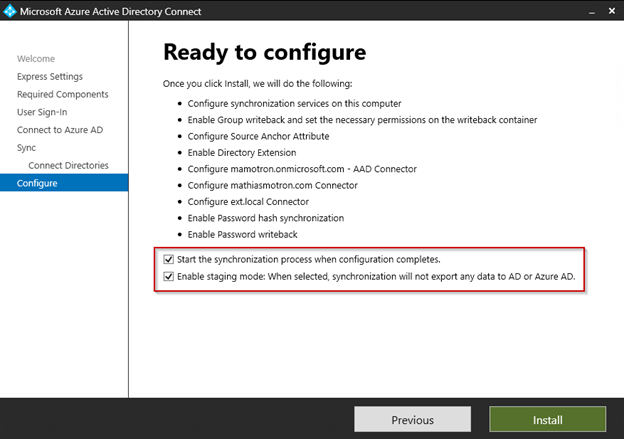 Microsoft Azure Active Directory Connect
Welcome
Express Settings
Required Components
User Sign-In
Connect to Azure AD
Sync
Connect Directories
Configure
Ready to configure
Once you click Install, we will do the following:
• Configure synchronization services on this computer
• Enable Group writeback and set the necessary permissions on the writeback container
• Configure Source Anchor Attribute
• Enable Directory Extension
• Configure mamotron.onmicrosoft.com - AAD Connector
• Configure mathiasmotron.com Connector
• Configure ext.local Connector
• Enable Password hash synchronization
• Enable Password writeback
Start the synchronization process when configuration completes.
Enable staging mode: When selected, synchronization will not export any data to AD or Azure AD.
Previous
Install